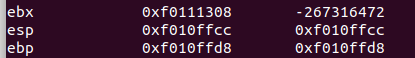 ebx 0xf0111308 -267316472
esp 0xf010ffcc 0xf010ffcc
ebp 0xf010ffd8 0xf010ffd8